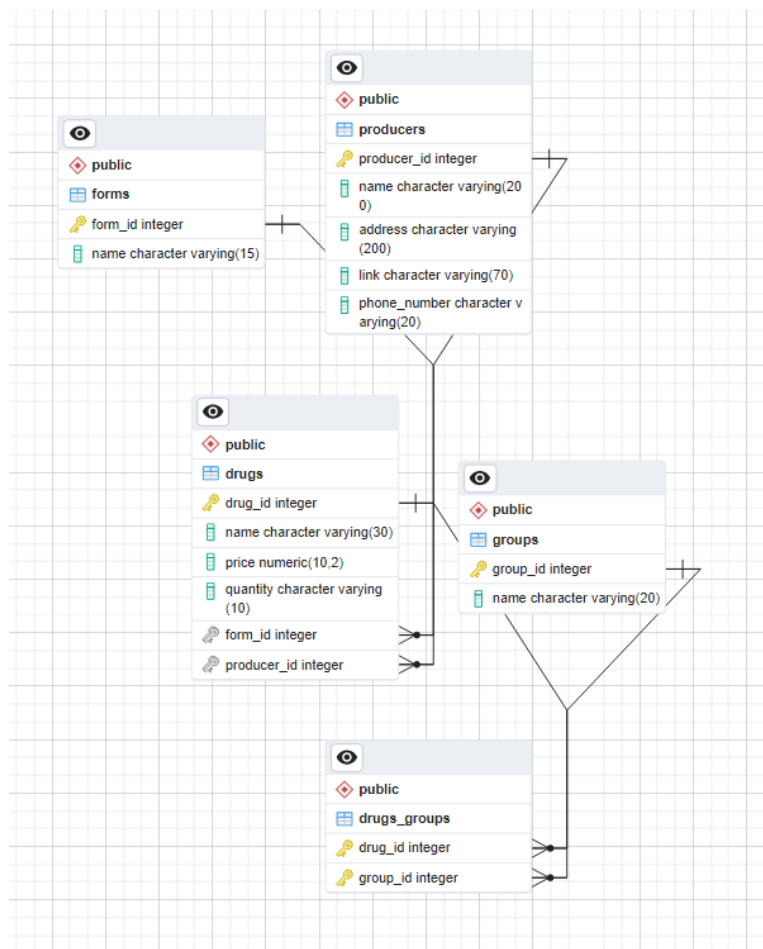 public
producers
producer_id integer
name character varying(20
0)
address character varying
(200)
link character varying(70)
phone_number character v
arying(20)
public
forms
form_id integer
name character varying(15)
public
drugs
drug_id integer
name character varying(30)
price numeric(10,2)
quantity character varying
(10)
form_id integer
producer_id integer
public
groups
group_id integer
name character varying(20)
public
drugs_groups
drug_id integer
group_id integer